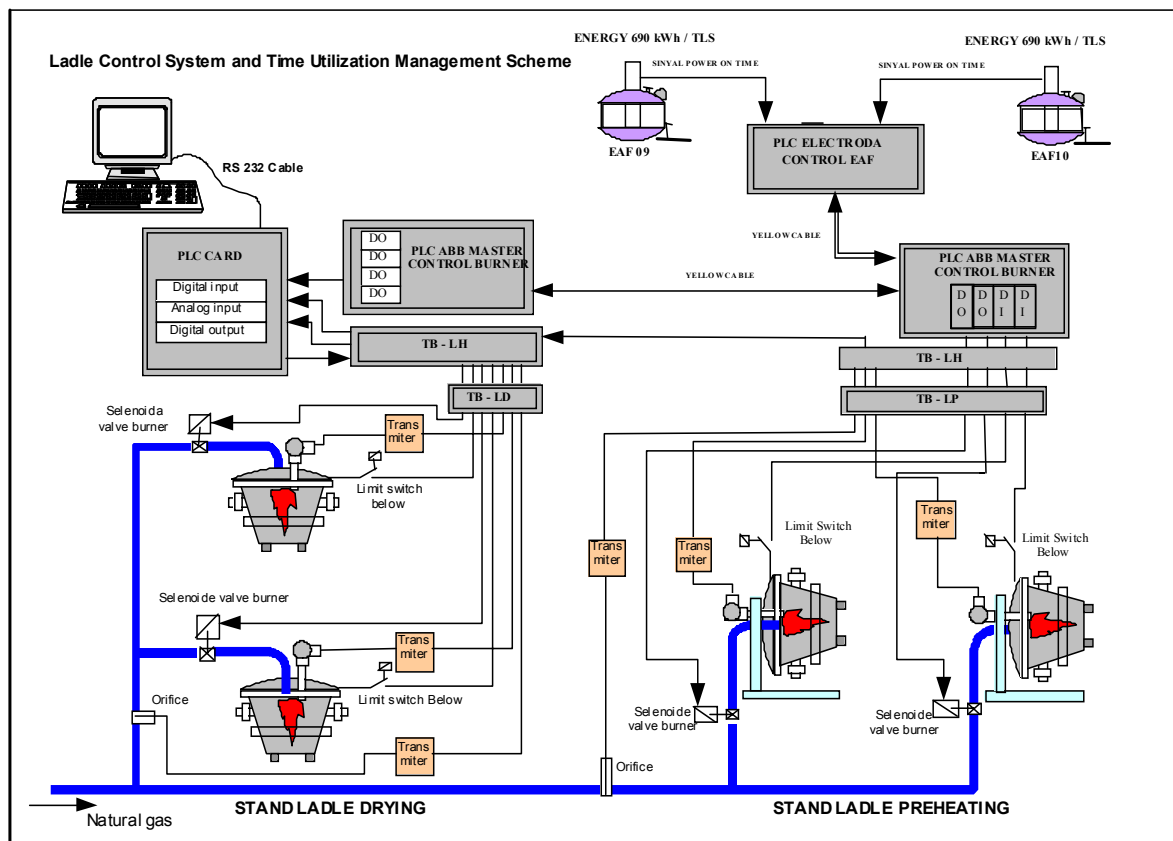 ENERGY 690 kWh / TLS
ENERGY 690 kWh / TLS
Ladle Control System and Time Utilization Management Scheme
SINYAL POWER ON TIME
SINYAL POWER ON TIME
EAF 09
EAF10
PLC ELECTRODA
CONTROL EAF
RS 232 Cable
YELLOW CABLE
PLC CARD
Digital input
Analog input
Digital output
DO
DO
DO
DO
PLC ABB MASTER
CONTROL BURNER
YELLOW CABLE
PLC ABB MASTER
CONTROL BURNER
D
O
D
O
D
I
D
I
TB - LH
TB - LH
TB - LD
TB - LP
Selenoida
valve burner
Trans
miter
Limit switch
below
Selenoide valve burner
Trans
miter
Limit switch Below
Orifice
Trans
miter
Trans
miter
Trans
miter
Limit Switch
Below
Trans
miter
Limit Switch
Below
Selenoide
valve burner
Selenoide
valve burner
Orifice
STAND LADLE DRYING
STAND LADLE PREHEATING
Natural gas